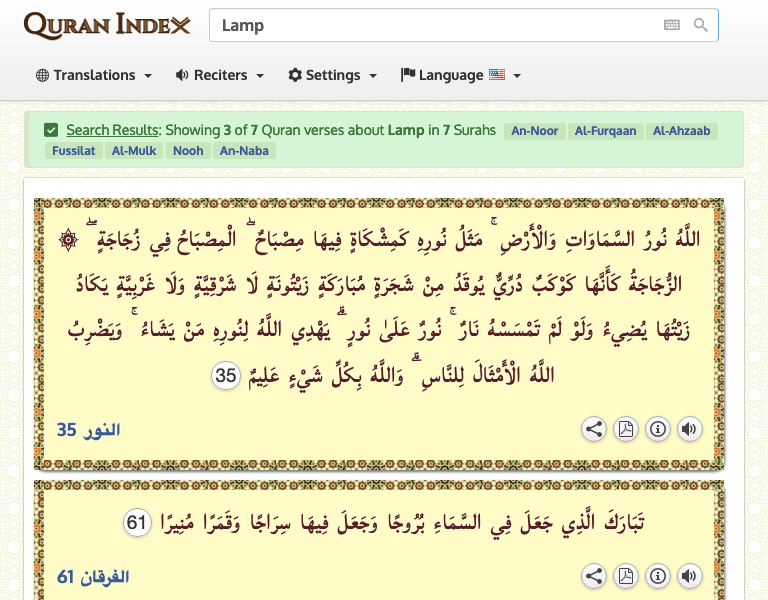 QURAN INDEX
Lamp
Translations Reciters Settings Language
Search Results: Showing 3 of 7 Quran verses about Lamp in 7 Surahs An-Noor Al-Furqaan Al-Ahzaab
Fussilat Al-Mulk Nooh An-Naba
اللَّهُ نُورُ السَّمَاوَاتِ وَالْأَرْضِ ۚ مَثَلُ نُورِهِ كَمِشْكَاةٍ فِيهَا مِصْبَاحٌ ۖ الْمِصْبَاحُ فِي زُجَاجَةٍ ۖ ۞
الزُّجَاجَةُ كَأَنَّهَا كَوْكَبٌ دُرِّيٌّ يُوقَدُ مِنْ شَجَرَةٍ مُبَارَكَةٍ زَيْتُونَةٍ لَا شَرْقِيَّةٍ وَلَا غَرْبِيَّةٍ يَكَادُ
زَيْتُهَا يُضِيءُ وَلَوْ لَمْ تَمْسَسْهُ نَارٌ ۚ نُورٌ عَلَىٰ نُورٍ ۗ يَهْدِي اللَّهُ لِنُورِهِ مَنْ يَشَاءُ ۚ وَيَضْرِبُ
اللَّهُ الْأَمْثَالَ لِلنَّاسِ ۗ وَاللَّهُ بِكُلِّ شَيْءٍ عَلِيمٌ 35
النور 35
تَبَارَكَ الَّذِي جَعَلَ فِي السَّمَاءِ بُرُوجًا وَجَعَلَ فِيهَا سِرَاجًا وَقَمَرًا مُنِيرًا 61
الفرقان 61